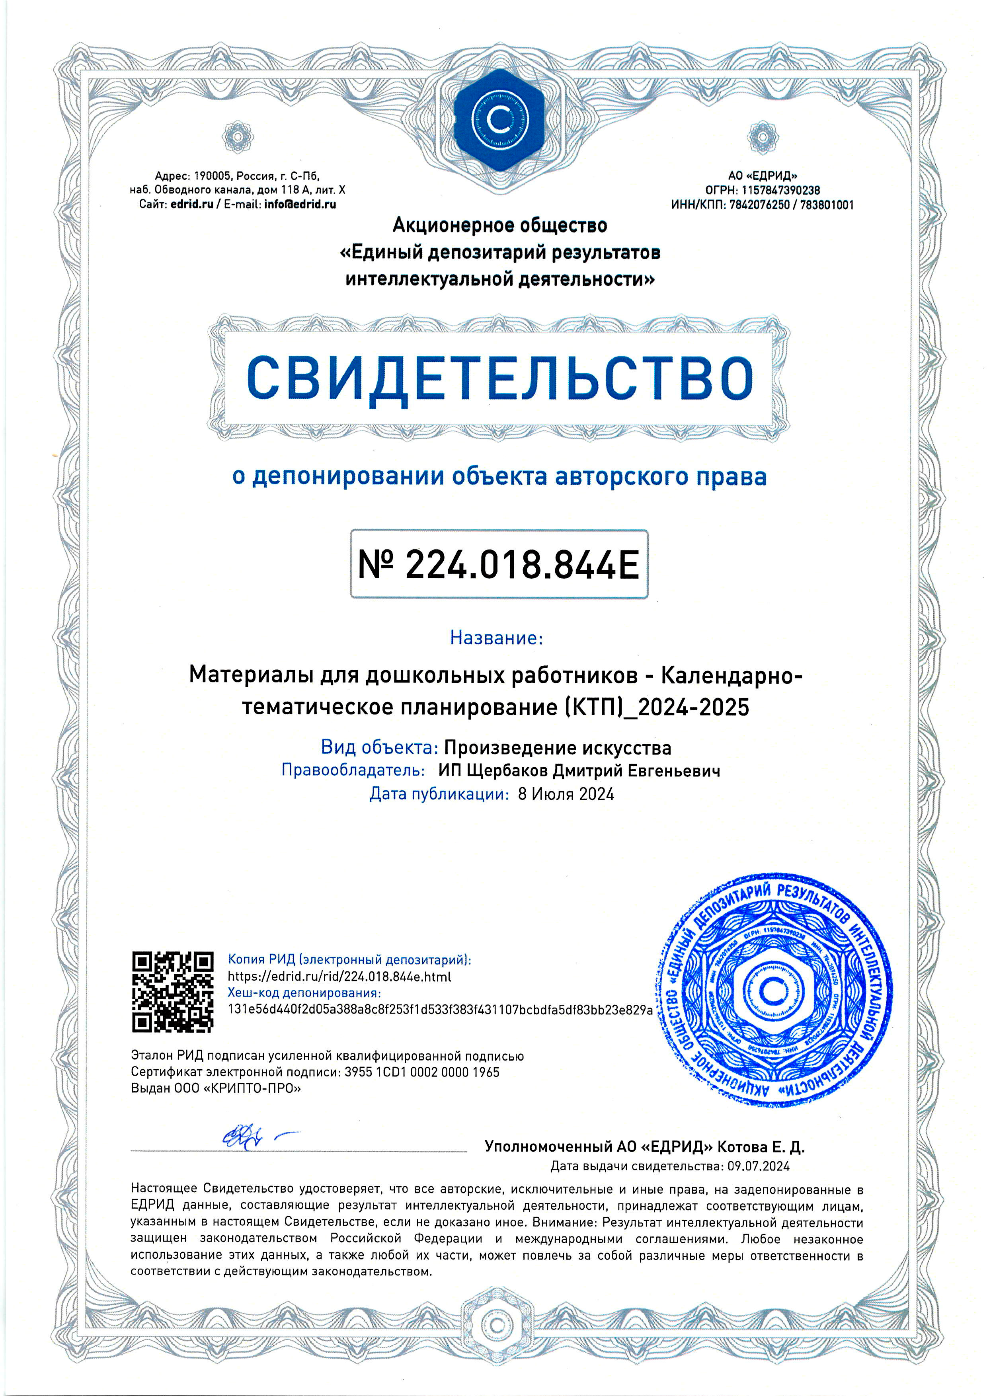 Адрес: 190005, Россия, г. С-Пб,
наб. Обводного канала, дом 118 А, лит. Х
Сайт: edrid.ru / E-mail: info@edrid.ru
АО «ЕДРИД»
ОГРН: 1157847390238
ИНН/КПП: 7842076250 / 783801001
Акционерное общество
«Единый депозитарий результатов
интеллектуальной деятельности»
СВИДЕТЕЛЬСТВО
о депонировании объекта авторского права
№ 224.018.844E
Название:
Материалы для дошкольных работников - Календарно-
тематическое планирование (КТП)_2024-2025
Вид объекта: Произведение искусства
Правообладатель: ИП Щербаков Дмитрий Евгеньевич
Дата публикации: 8 Июля 2024
Копия РИД (электронный депозитарий):
https://edrid.ru/rid/224.018.844e.html
Хеш-код депонирования:
131e56d440f2d05a388a8c8f253f1d533f383f431107bcbdfa5df83bb23e829a
Эталон РИД подписан усиленной квалифицированной подписью
Сертификат электронной подписи: 3955 1CD1 0002 0000 1965
Выдан ООО «КРИПТО-ПРО»
АКЦИОНЕРНОЕ ОБЩЕСТВО «ЕДИНЫЙ ДЕПОЗИТАРИЙ РЕЗУЛЬТАТОВ ИНТЕЛЛЕКТУАЛЬНОЙ ДЕЯТЕЛЬНОСТИ»
Уполномоченный АО «ЕДРИД» Котова Е. Д.
Дата выдачи свидетельства: 09.07.2024
Настоящее Свидетельство удостоверяет, что все авторские, исключительные и иные права, на задепонированные в
ЕДРИД данные, составляющие результат интеллектуальной деятельности, принадлежат соответствующим лицам,
указанным в настоящем Свидетельстве, если не доказано иное. Внимание: Результат интеллектуальной деятельности
защищен законодательством Российской Федерации и международными соглашениями. Любое незаконное
использование этих данных, а также любой их части, может повлечь за собой различные меры ответственности в
соответствии с действующим законодательством.